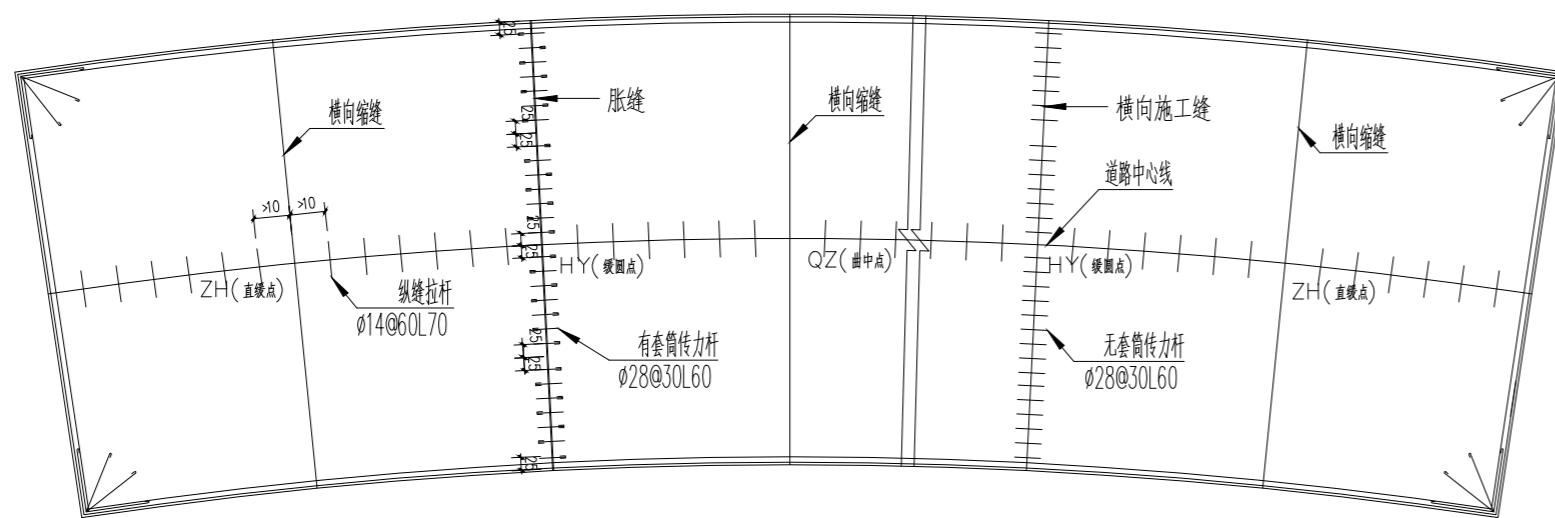 25
横向缩缝
胀缝
横向缩缝
横向施工缝
横向缩缝
25
25
道路中心线
>10
>10
25
25
ZH(直缓点)
HY(缓圆点)
QZ(曲中点)
HY(缓圆点)
ZH(直缓点)
纵缝拉杆
ϕ14@60L70
25
25
有套筒传力杆
ϕ28@30L60
无套筒传力杆
ϕ28@30L60
25